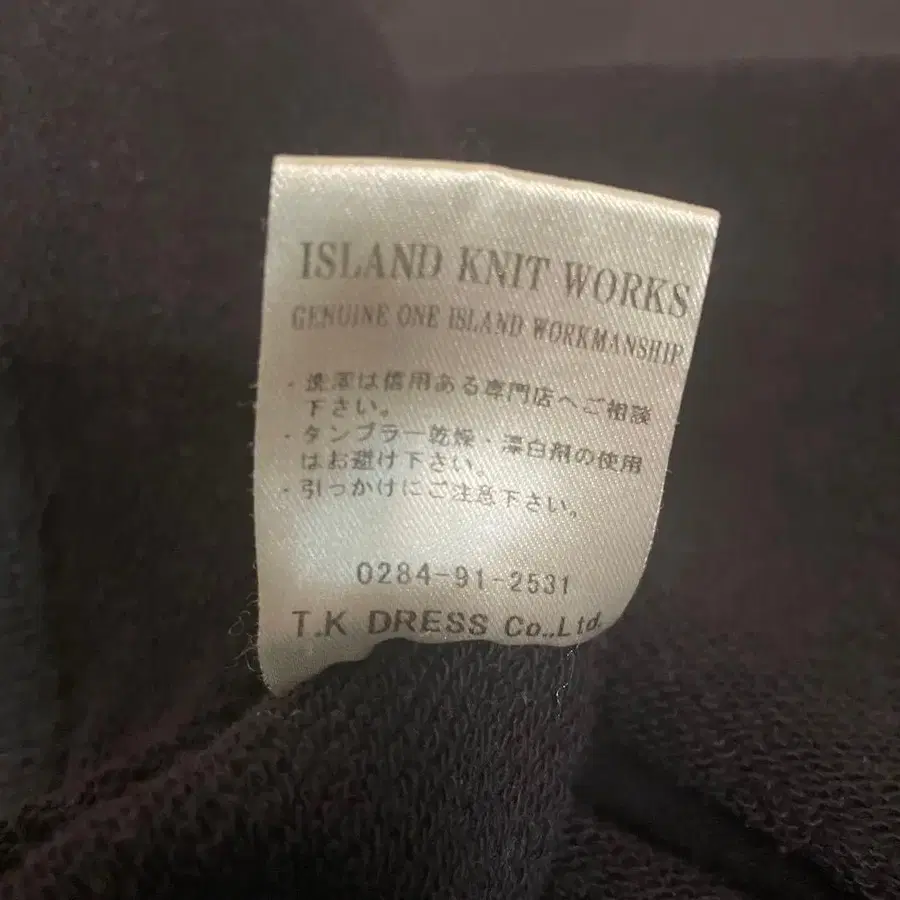 ISLAND KNIT WORKS
GENUINE ONE ISLAND WORKMANSHIP
・洗濯は信用ある専門店へご相談
下さい。
・タンブラー乾燥・漂白剤の使用
はお避け下さい。
・引っかけにご注意下さい。
0284-91-2531
T.K DRESS Co.,Ltd.